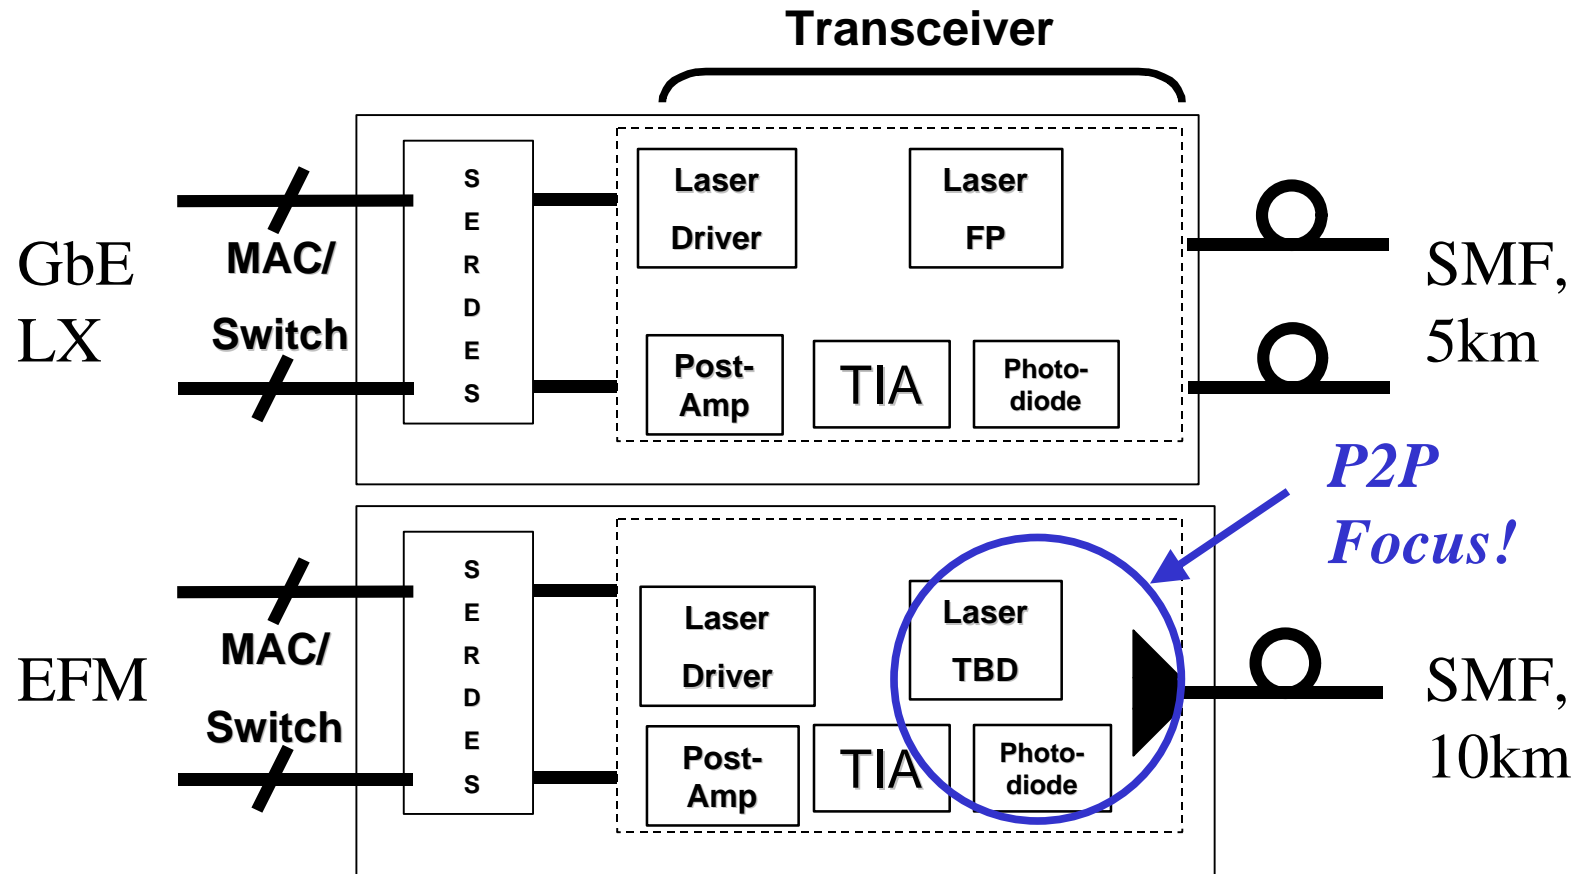 Transceiver
GbE
LX
MAC/
Switch
S
E
R
D
E
S
Laser
Driver
Laser
FP
Post-
Amp
TIA
Photo-
diode
SMF,
5km
P2P
Focus!
EFM
MAC/
Switch
S
E
R
D
E
S
Laser
Driver
Laser
TBD
Post-
Amp
TIA
Photo-
diode
SMF,
10km